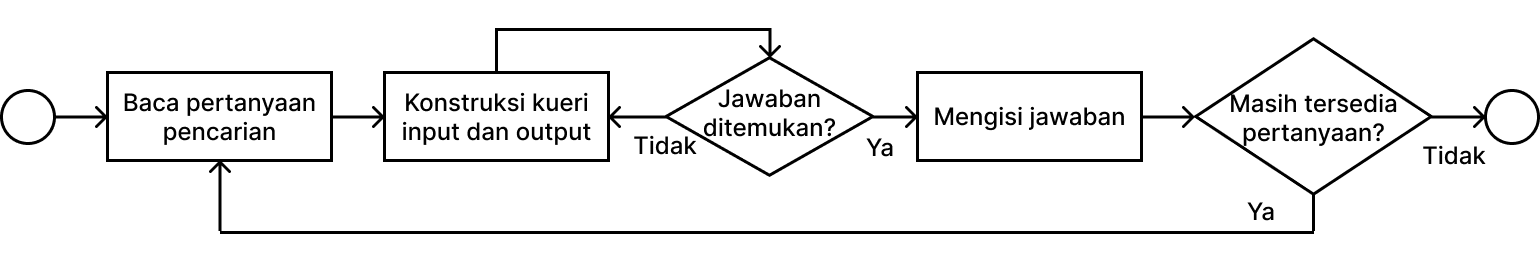 Baca pertanyaan
pencarian
Konstruksi kueri
input dan output
Tidak
Jawaban
ditemukan?
Ya
Mengisi jawaban
Masih tersedia
pertanyaan?
Tidak
Ya